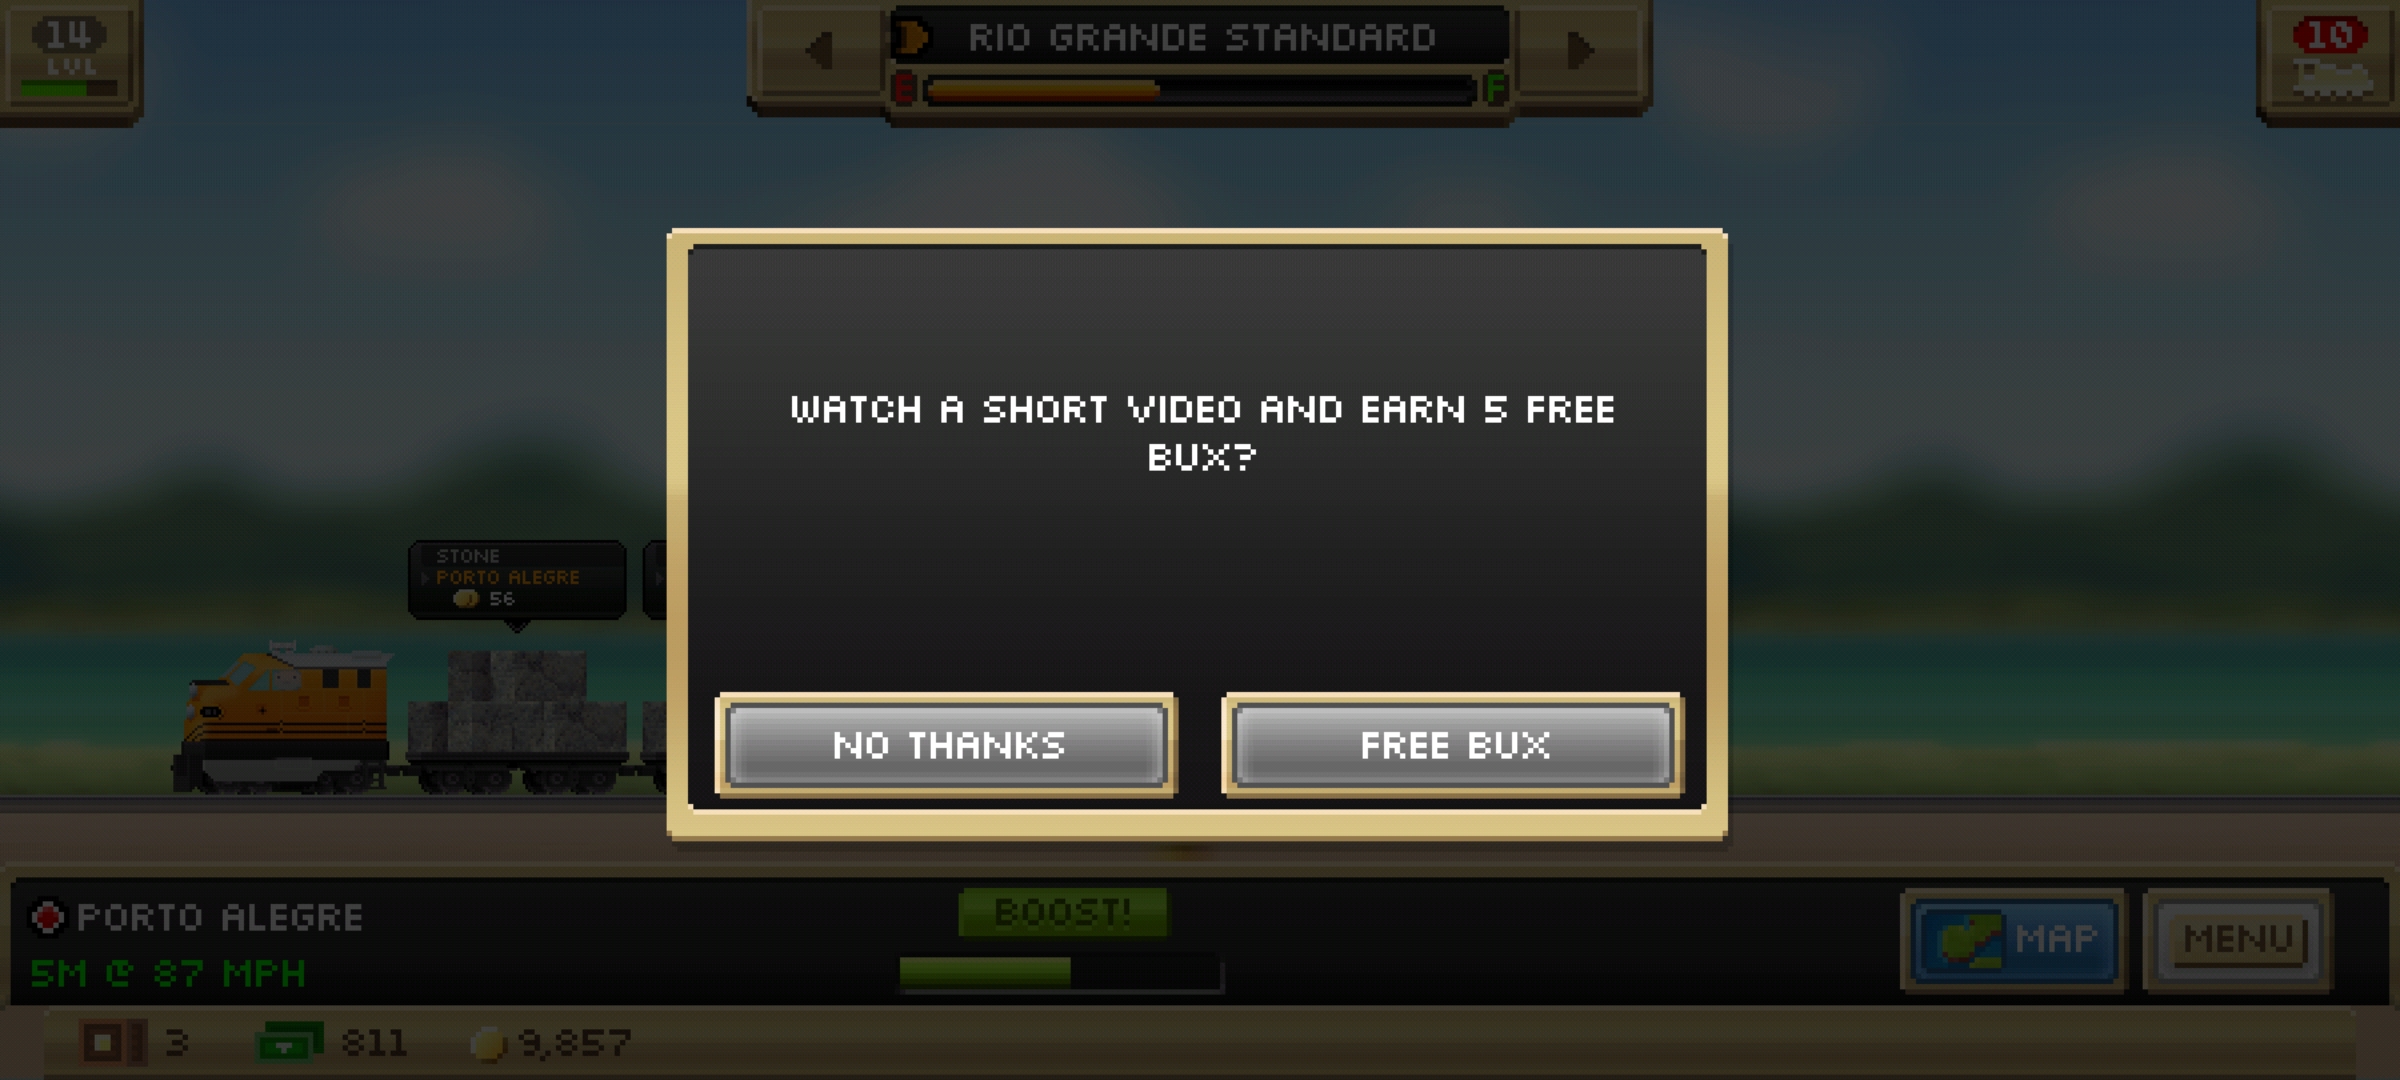 14
LVL
RIO GRANDE STANDARD
E F
10
WATCH A SHORT VIDEO AND EARN 5 FREE
BUX?
STONE
PORTO ALEGRE
56
NO THANKS
FREE BUX
PORTO ALEGRE
5M @ 87 MPH
BOOST!
MAP
MENU
3
811
9,857